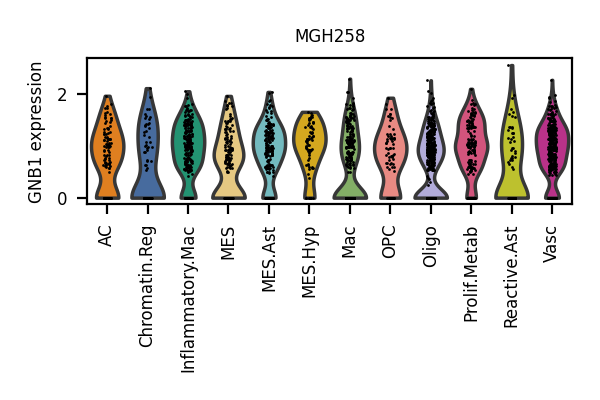 MGH258
GNB1 expression
2
0
AC
Chromatin.Reg
Inflammatory.Mac
MES
MES.Ast
MES.Hyp
Mac
OPC
Oligo
Prolif.Metab
Reactive.Ast
Vasc